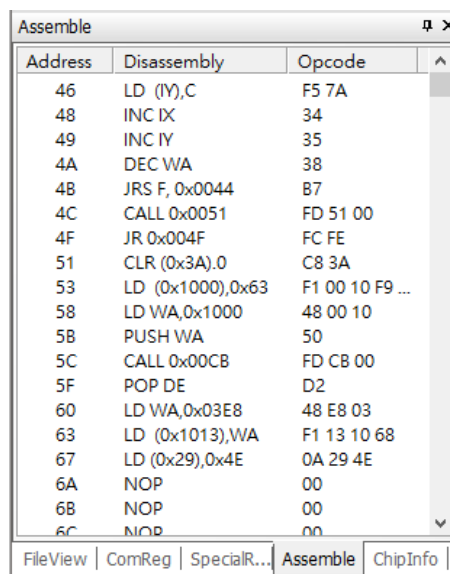 Assemble
Address Disassembly Opcode
46 LD (IY),C F5 7A
48 INC IX 34
49 INC IY 35
4A DEC WA 38
4B JRS F, 0x0044 B7
4C CALL 0x0051 FD 51 00
4F JR 0x004F FC FE
51 CLR (0x3A).0 C8 3A
53 LD (0x1000),0x63 F1 00 10 F9 ...
58 LD WA,0x1000 48 00 10
5B PUSH WA 50
5C CALL 0x00CB FD CB 00
5F POP DE D2
60 LD WA,0x03E8 48 E8 03
63 LD (0x1013),WA F1 13 10 68
67 LD (0x29),0x4E 0A 29 4E
6A NOP 00
6B NOP 00
6C NOP 00
FileView ComReg SpecialR... Assemble ChipInfo